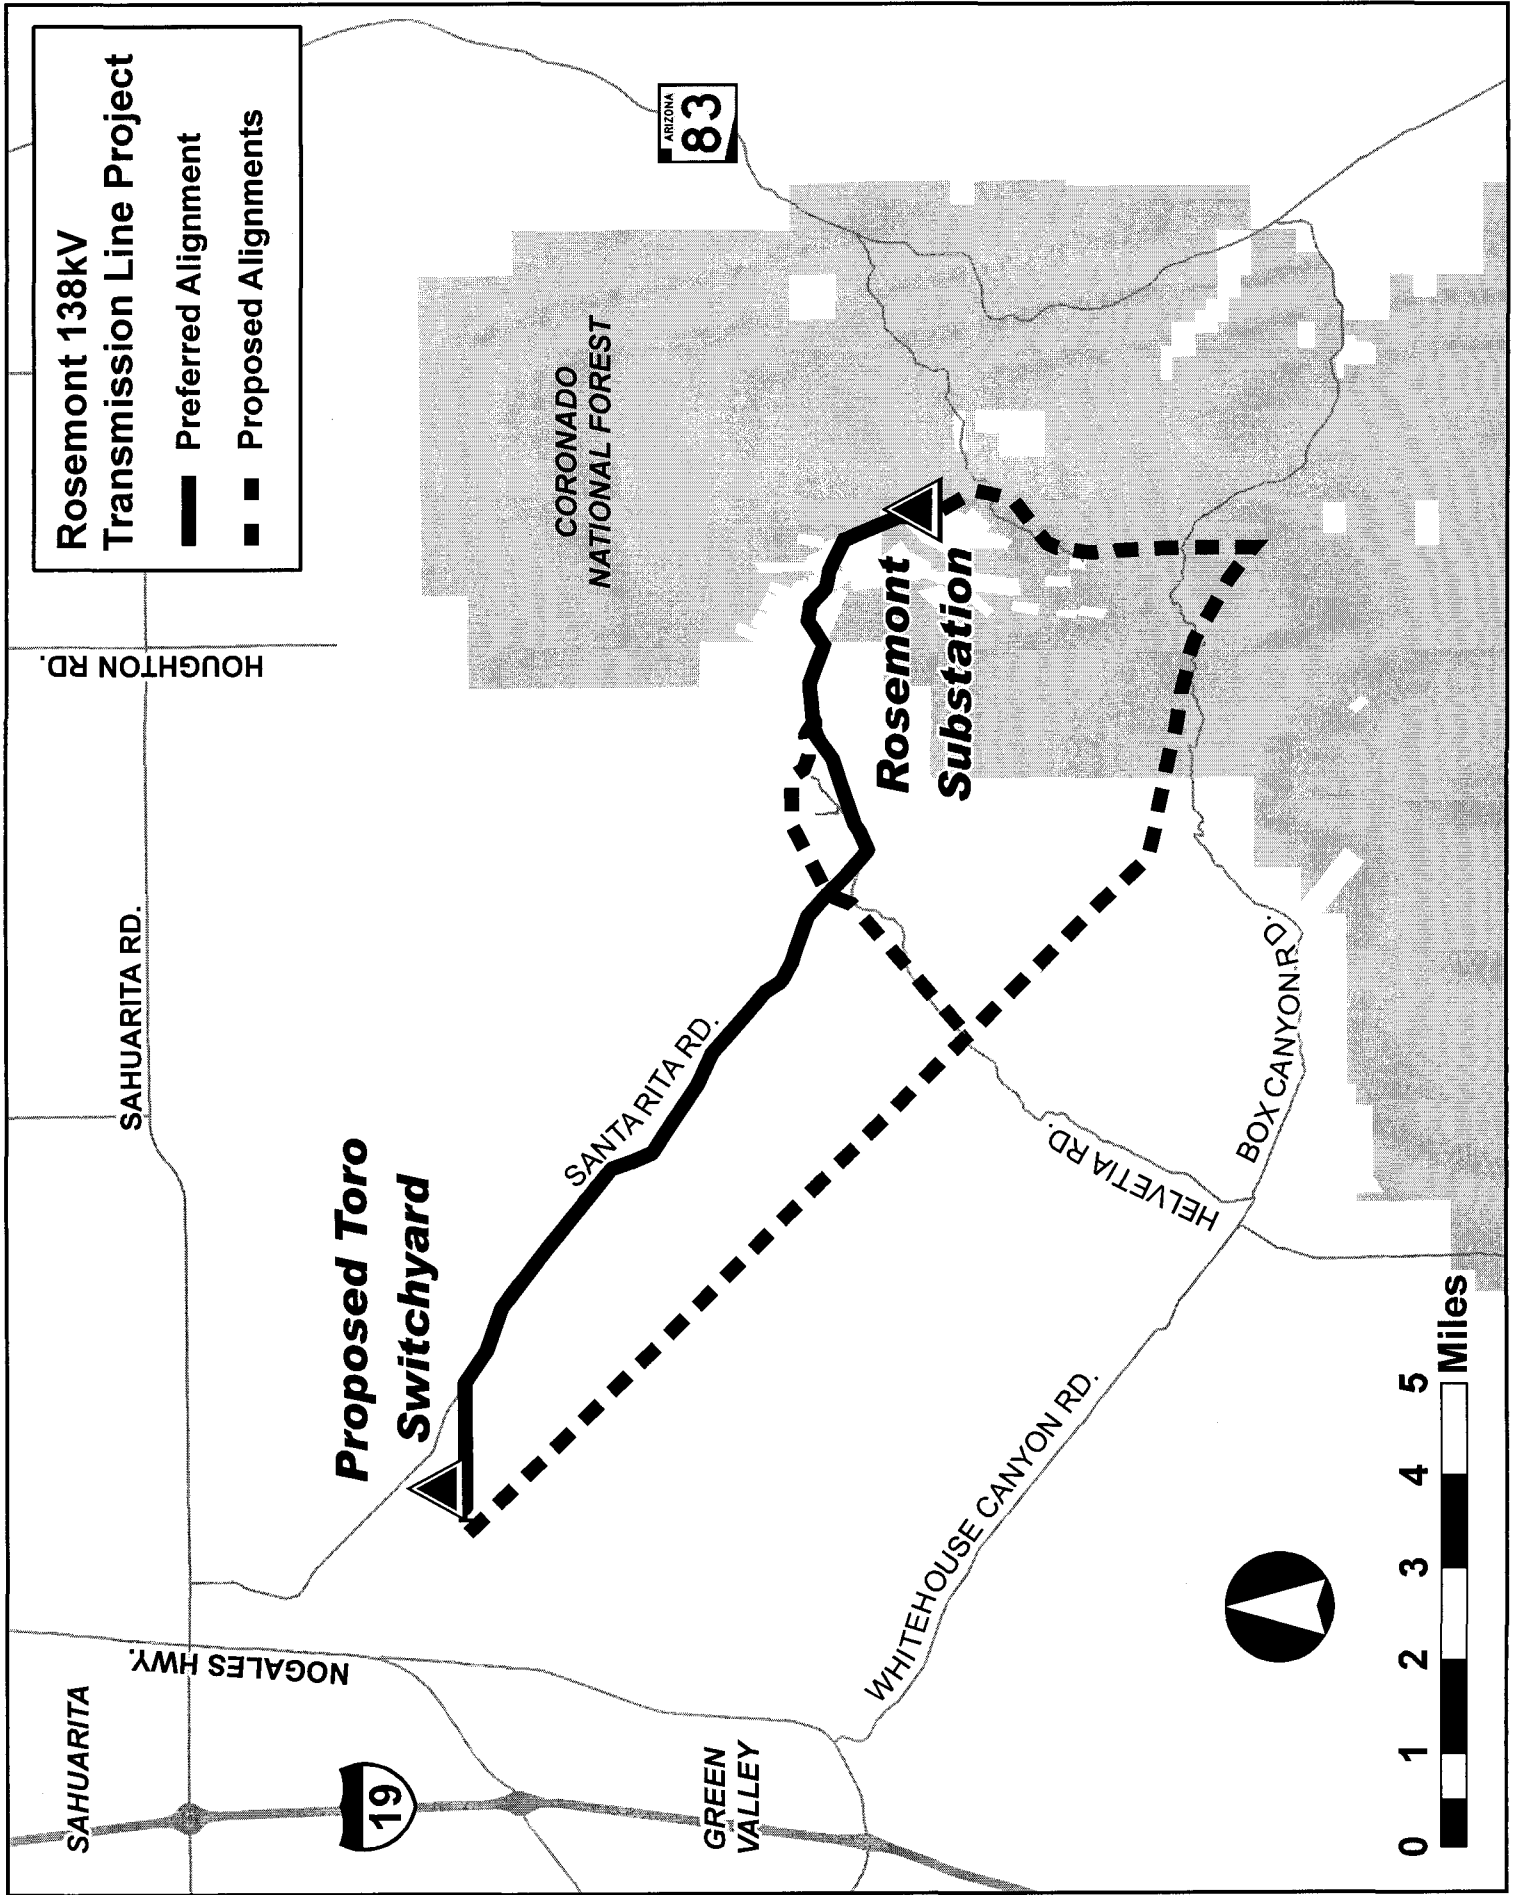 Rosemont 138kV
Transmission Line Project
Preferred Alignment
Proposed Alignments
SAHUARITA
SAHUARITA RD.
HOUGHTON RD.
NOGALES HWY.
19
Proposed Toro
Switchyard
ARIZONA
83
CORONADO
NATIONAL FOREST
SANTA RITA RD.
GREEN
VALLEY
Rosemont
Substation
WHITEHOUSE CANYON RD.
HELVETIA RD.
BOX CANYON RD.
0 1 2 3 4 5
Miles